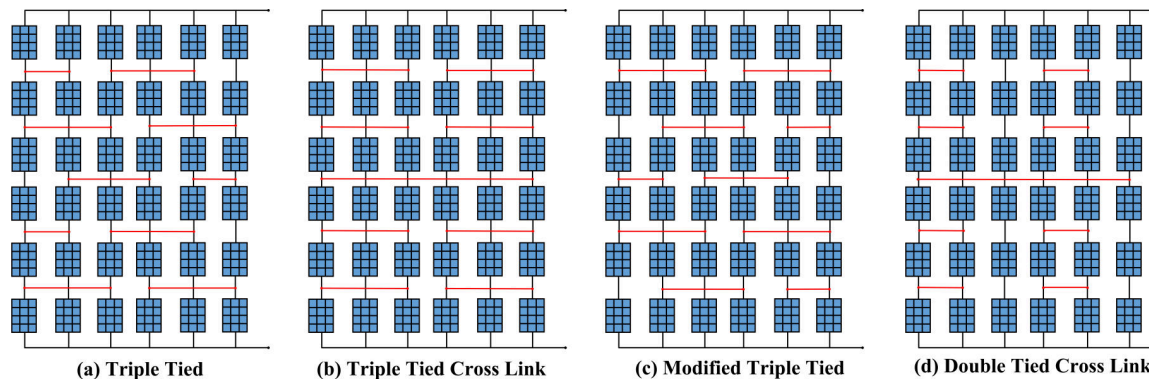 (a) Triple Tied
(b) Triple Tied Cross Link
(c) Modified Triple Tied
(d) Double Tied Cross Link